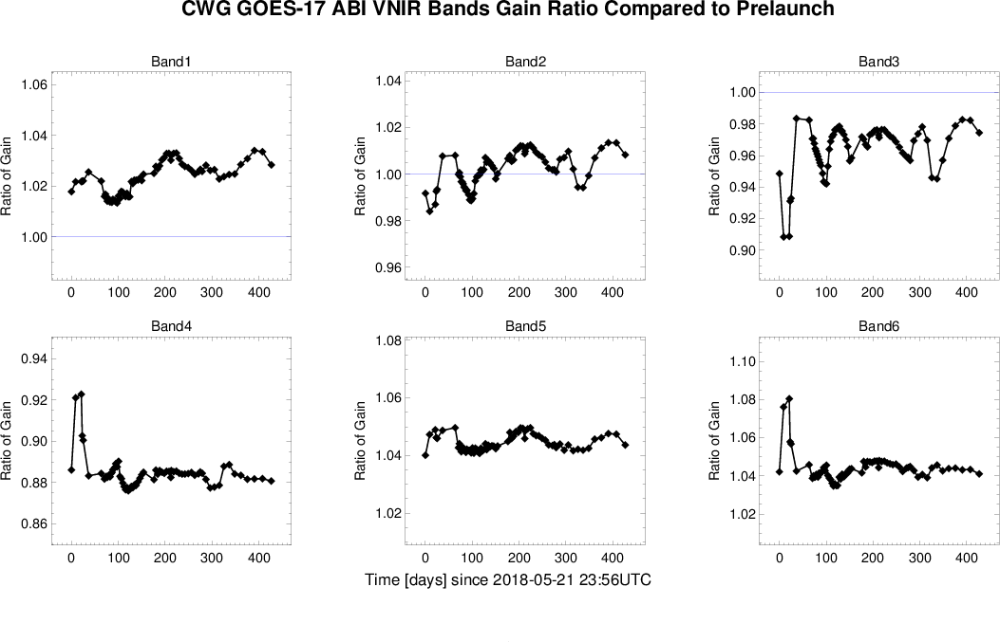 CWG GOES-17 ABI VNIR Bands Gain Ratio Compared to Prelaunch
Band1
Band2
Band3
Ratio of Gain
1.06
1.04
1.02
1.00
0 100 200 300 400
Ratio of Gain
1.04
1.02
1.00
0.98
0.96
0 100 200 300 400
Ratio of Gain
1.00
0.98
0.96
0.94
0.92
0.90
0 100 200 300 400
Band4
Band5
Band6
Ratio of Gain
0.94
0.92
0.90
0.88
0.86
0 100 200 300 400
Ratio of Gain
1.08
1.06
1.04
1.02
0 100 200 300 400
Ratio of Gain
1.10
1.08
1.06
1.04
1.02
0 100 200 300 400
Time [days] since 2018-05-21 23:56UTC